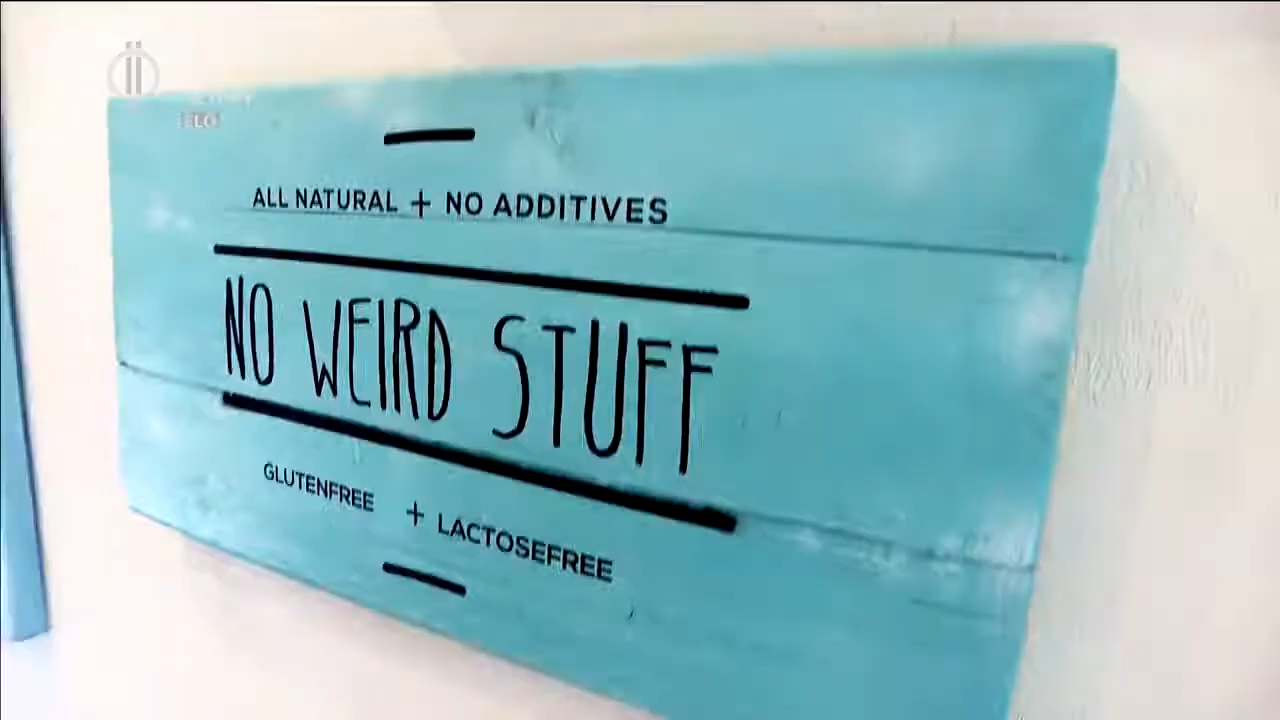 ALL NATURAL + NO ADDITIVES
NO WEIRD STUFF
GLUTENFREE + LACTOSEFREE